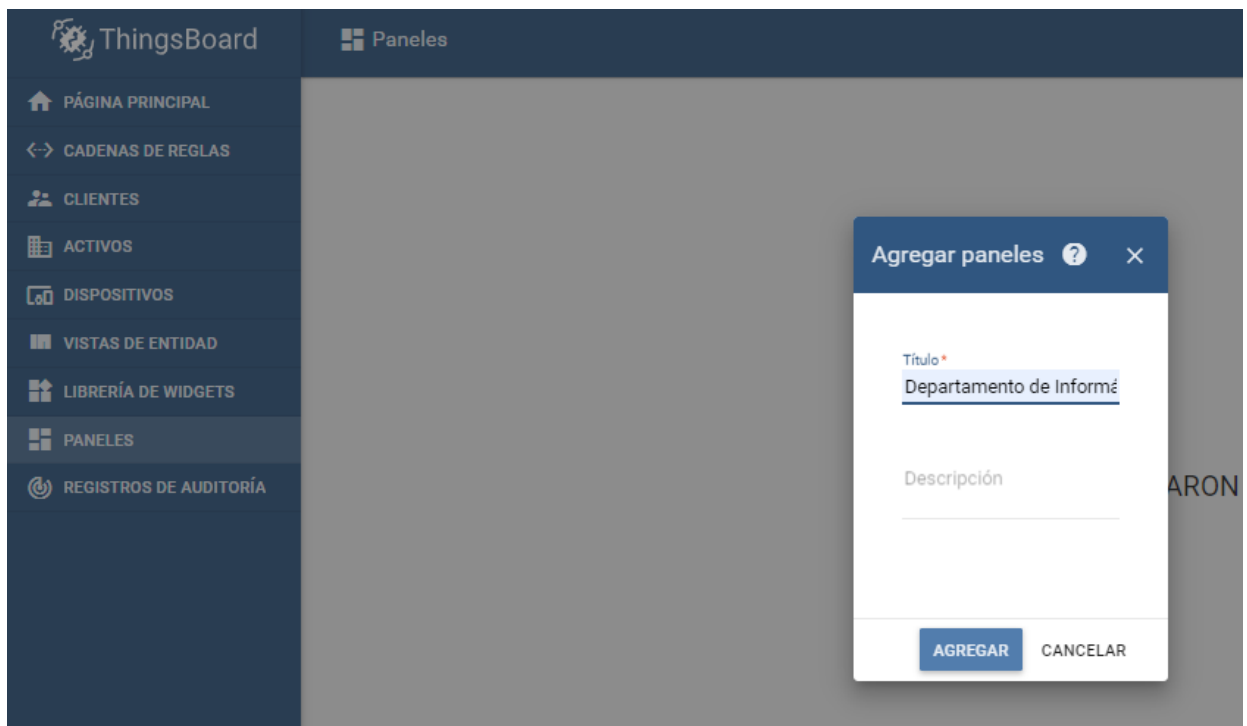 ThingsBoard
Paneles
PÁGINA PRINCIPAL
CADENAS DE REGLAS
CLIENTES
ACTIVOS
DISPOSITIVOS
VISTAS DE ENTIDAD
LIBRERÍA DE WIDGETS
PANELES
REGISTROS DE AUDITORÍA
Agregar paneles ?
Título *
Departamento de Informá
Descripción
ARON
AGREGAR CANCELAR